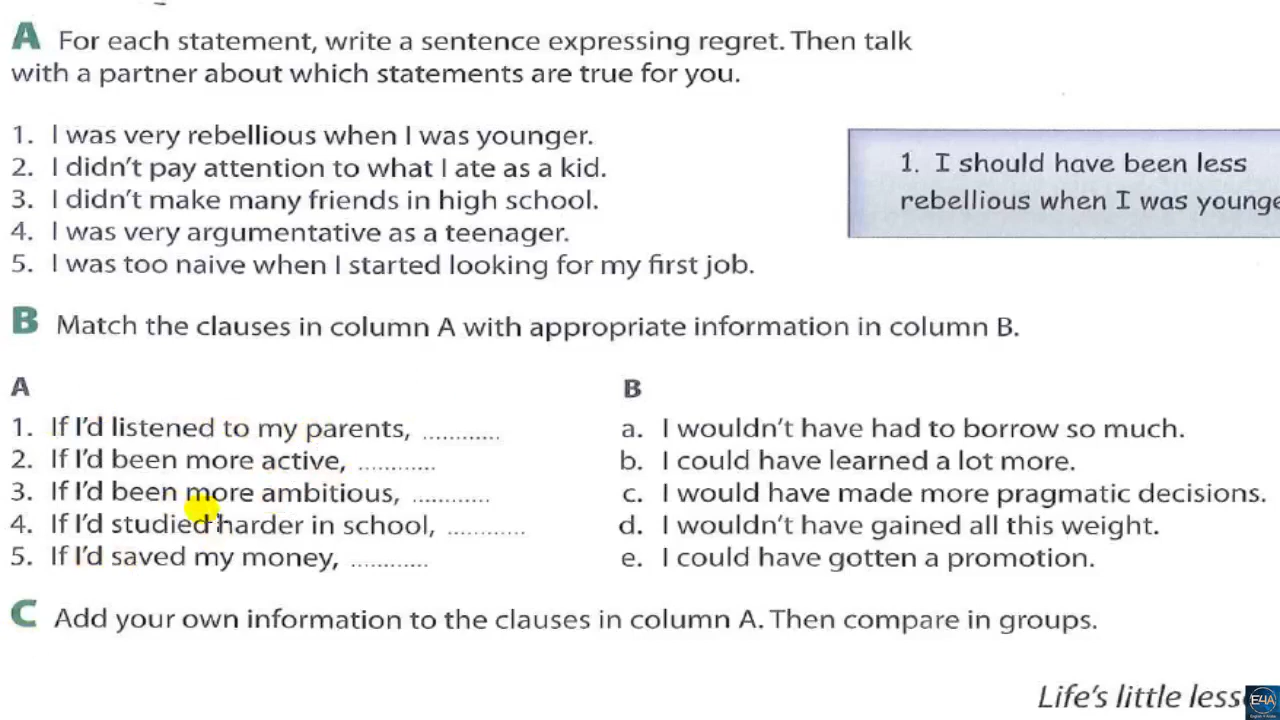 A For each statement, write a sentence expressing regret. Then talk
with a partner about which statements are true for you.
1. I was very rebellious when I was younger.
2. I didn't pay attention to what I ate as a kid.
3. I didn't make many friends in high school.
4. I was very argumentative as a teenager.
5. I was too naive when I started looking for my first job.
1. I should have been less
rebellious when I was younge
B Match the clauses in column A with appropriate information in column B.
A
1. If I'd listened to my parents, ............
2. If I'd been more active, ............
3. If I'd been more ambitious, ............
4. If I'd studied harder in school, ............
5. If I'd saved my money, ............
B
a. I wouldn't have had to borrow so much.
b. I could have learned a lot more.
c. I would have made more pragmatic decisions.
d. I wouldn't have gained all this weight.
e. I could have gotten a promotion.
C Add your own information to the clauses in column A. Then compare in groups.
Life's little less
E4A